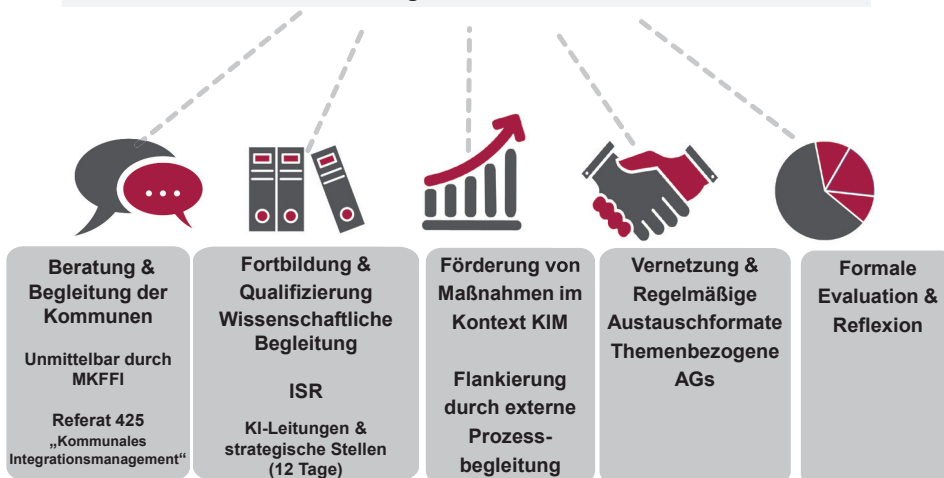 Beratung &
Begleitung der
Kommunen
Unmittelbar durch
MKFFI
Referat 425
„Kommunales
Integrationsmanagement“
Fortbildung &
Qualifizierung
Wissenschaftliche
Begleitung
ISR
KI-Leitungen &
strategische Stellen
(12 Tage)
Förderung von
Maßnahmen im
Kontext KIM
Flankierung
durch externe
Prozess-
begleitung
Vernetzung &
Regelmäßige
Austauschformate
Themenbezogene
AGs
Formale
Evaluation &
Reflexion